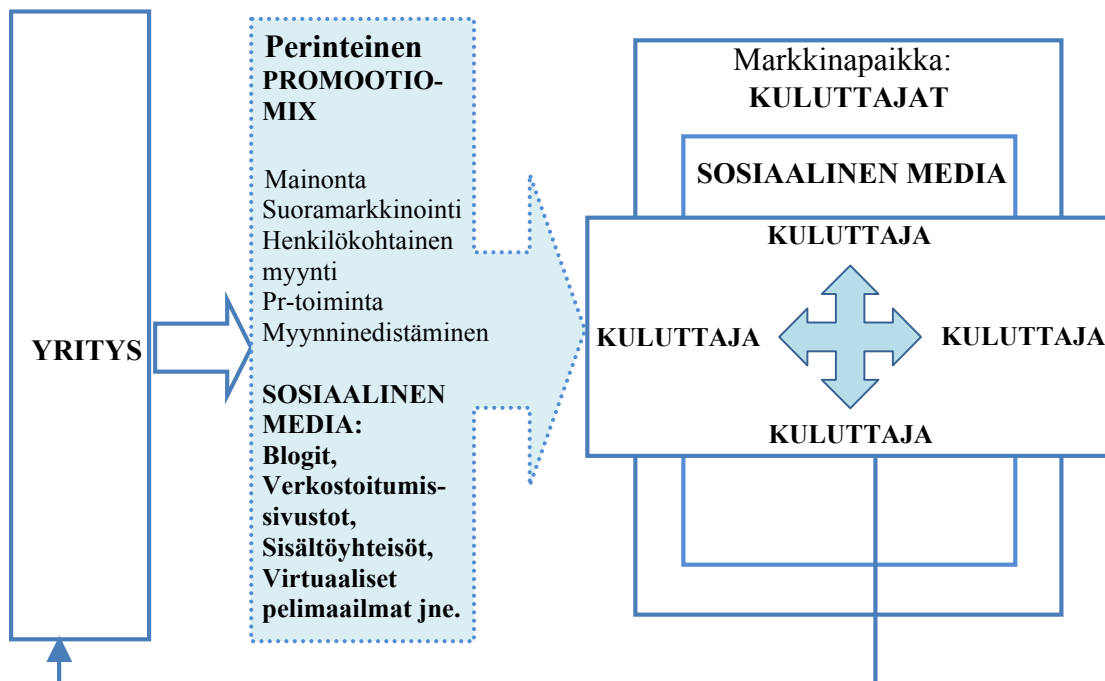 YRITYS
Perinteinen
PROMOOTIO-
MIX
Mainonta
Suoramarkkinointi
Henkilökohtainen
myynti
Pr-toiminta
Myynninedistäminen
SOSIAALINEN
MEDIA:
Blogit,
Verkostoitumis-
sivustot,
Sisältöyhteisöt,
Virtuaaliset
pelimaailmat jne.
Markkinapaikka:
KULUTTAJAT
SOSIAALINEN MEDIA
KULUTTAJA
KULUTTAJA
KULUTTAJA
KULUTTAJA